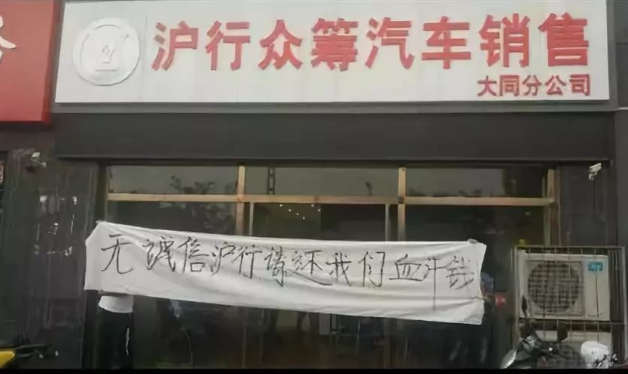 沪行众筹汽车销售
大同分公司
无诚信沪行请还我们血汗钱